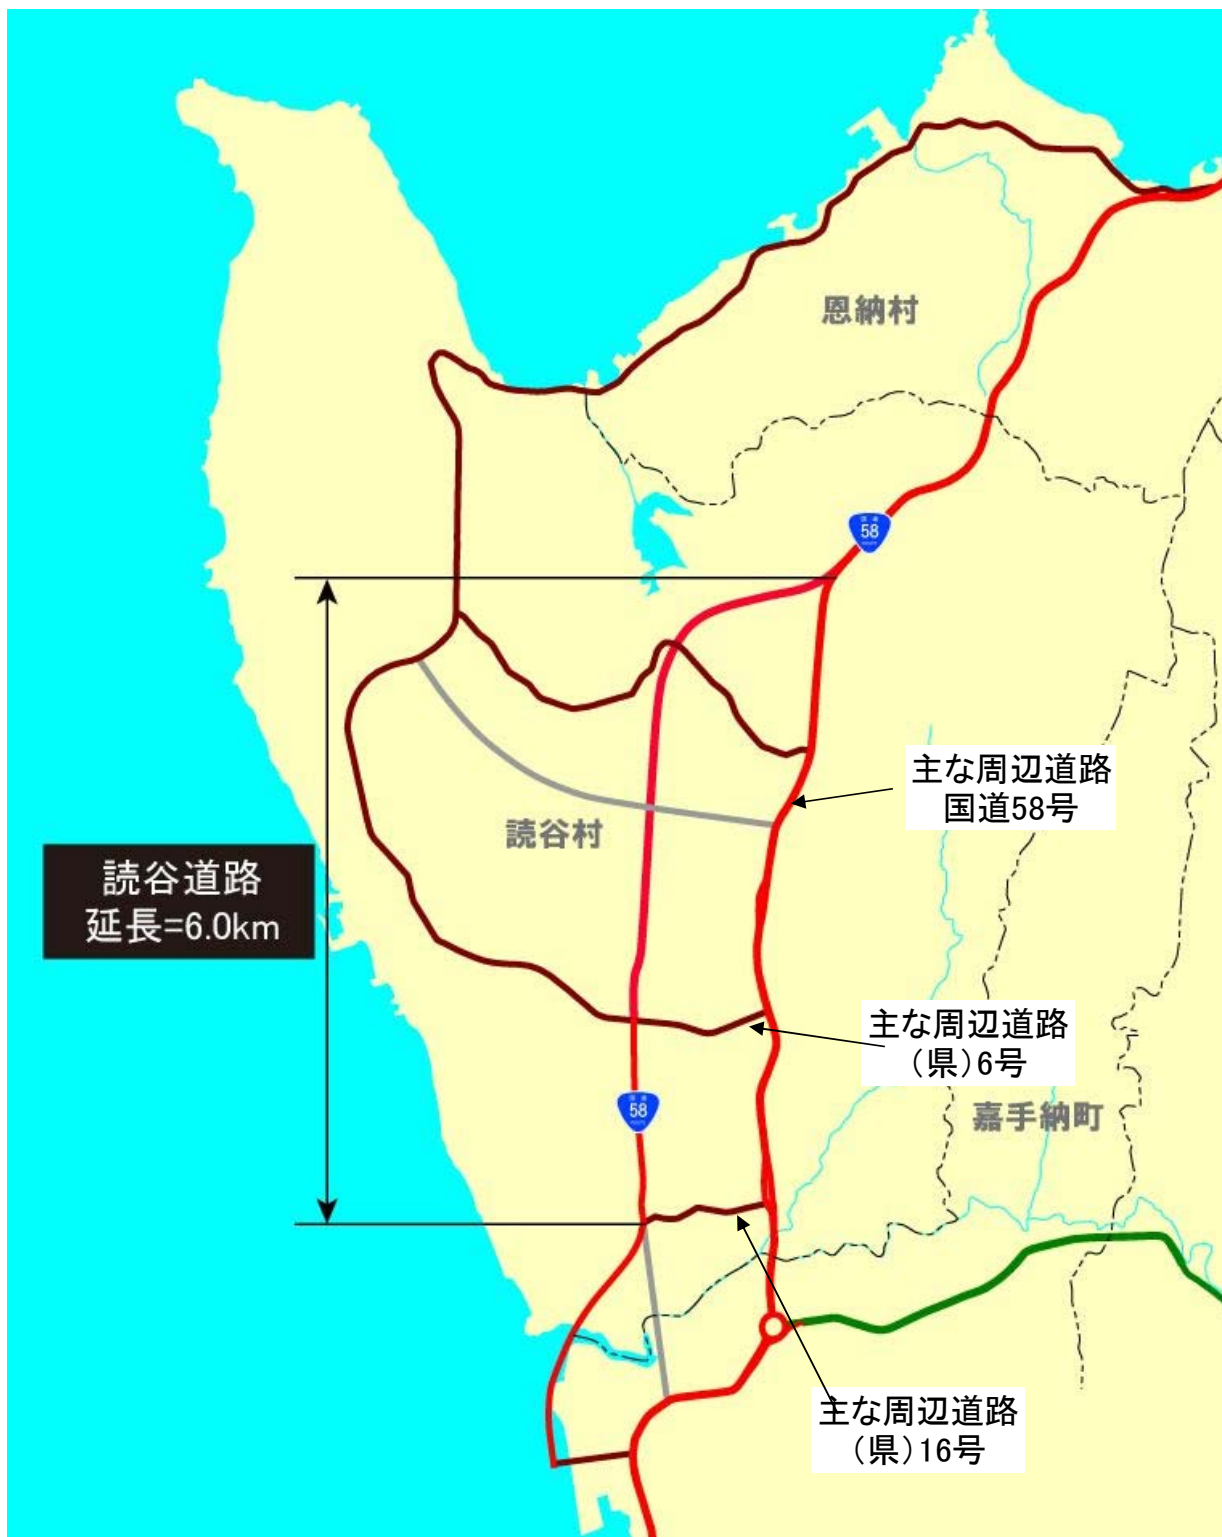 恩納村
58
主な周辺道路
国道58号
読谷村
読谷道路
延長=6.0km
主な周辺道路
（県）6号
58
嘉手納町
主な周辺道路
（県）16号